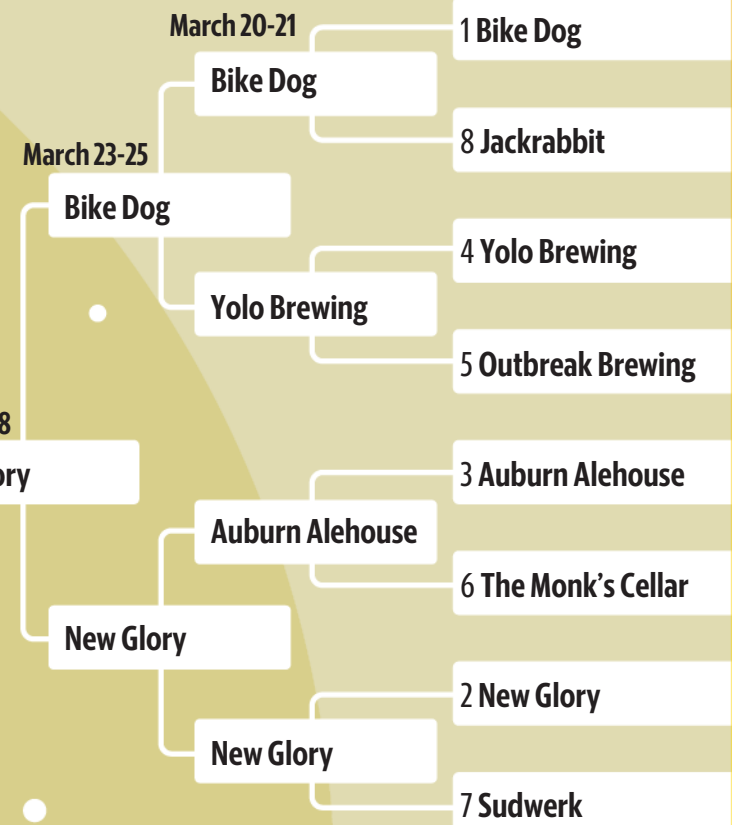 March 20-21
1 Bike Dog
Bike Dog
8 Jackrabbit
March 23-25
Bike Dog
4 Yolo Brewing
Yolo Brewing
5 Outbreak Brewing
8
ory
3 Auburn Alehouse
Auburn Alehouse
6 The Monk's Cellar
New Glory
2 New Glory
New Glory
7 Sudwerk